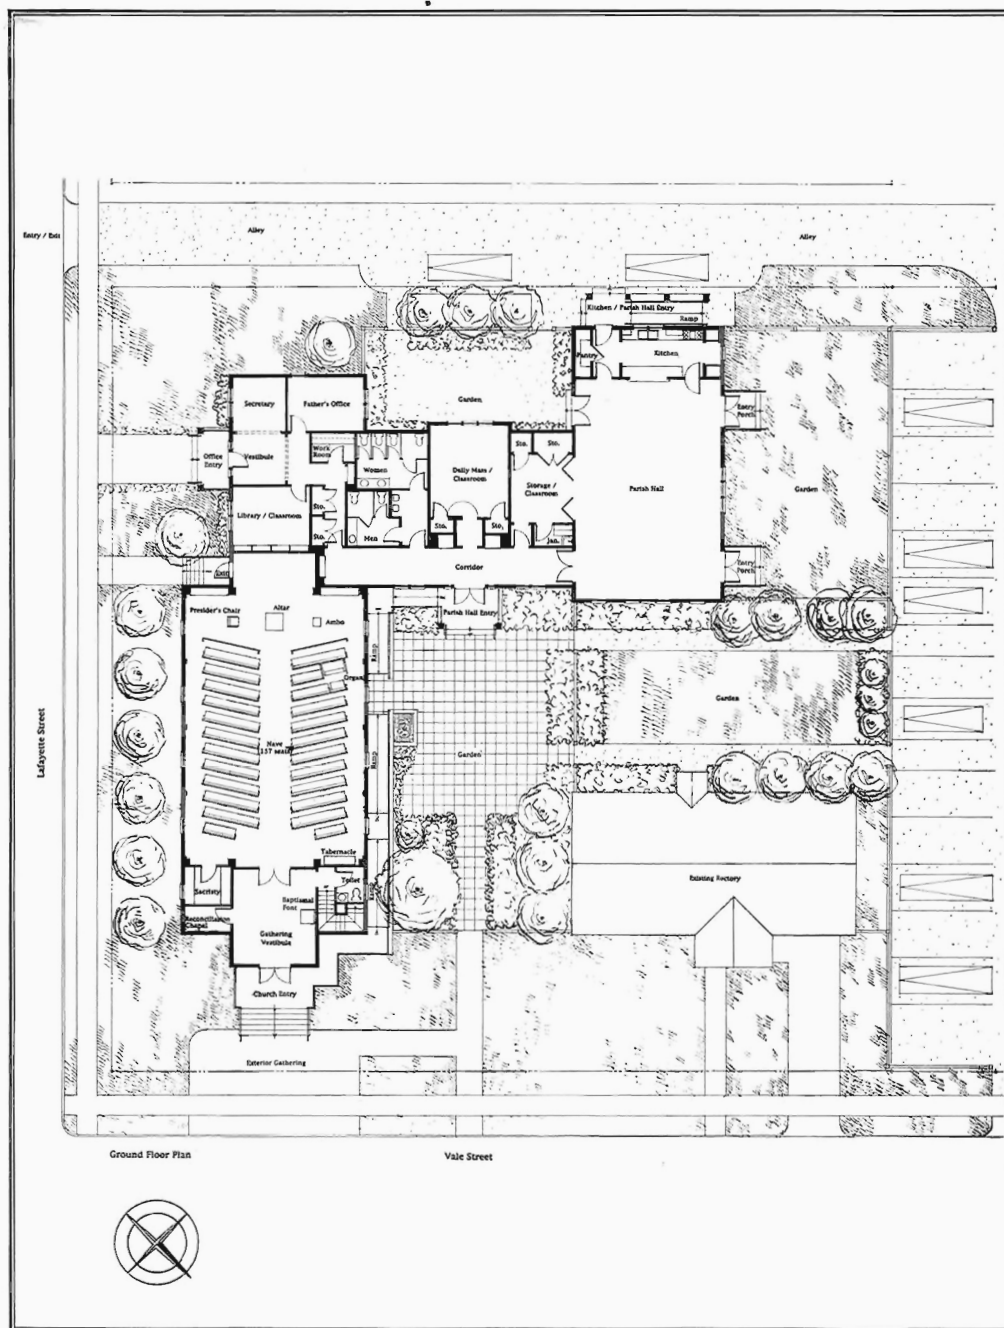 Entry / Exit
Alley
Alley
Kitchen / Parish Hall Entry
Ramp
Pantry
Kitchen
Secretary
Father's Office
Garden
Entry
Porch
Office
Entry
Vestibule
Work
Room
Women
Daily Mass /
Classroom
Sto.
Sto.
Storage /
Classroom
Parish Hall
Garden
Library / Classroom
Sto.
Sto.
Men
Sto.
Sto.
Jan.
Corridor
Entry
Porch
Exit
Presider's Chair
Altar
Ambo
Parish Hall Entry
Ramp
Organ
Garden
Lafayette Street
Nave
157 seats
Ramp
Garden
Tabernacle
Toilet
Existing Rectory
Sacristy
Baptismal
Font
Ramp
Reconciliation
Chapel
Gathering
Vestibule
Church Entry
Exterior Gathering
Ground Floor Plan
Vale Street